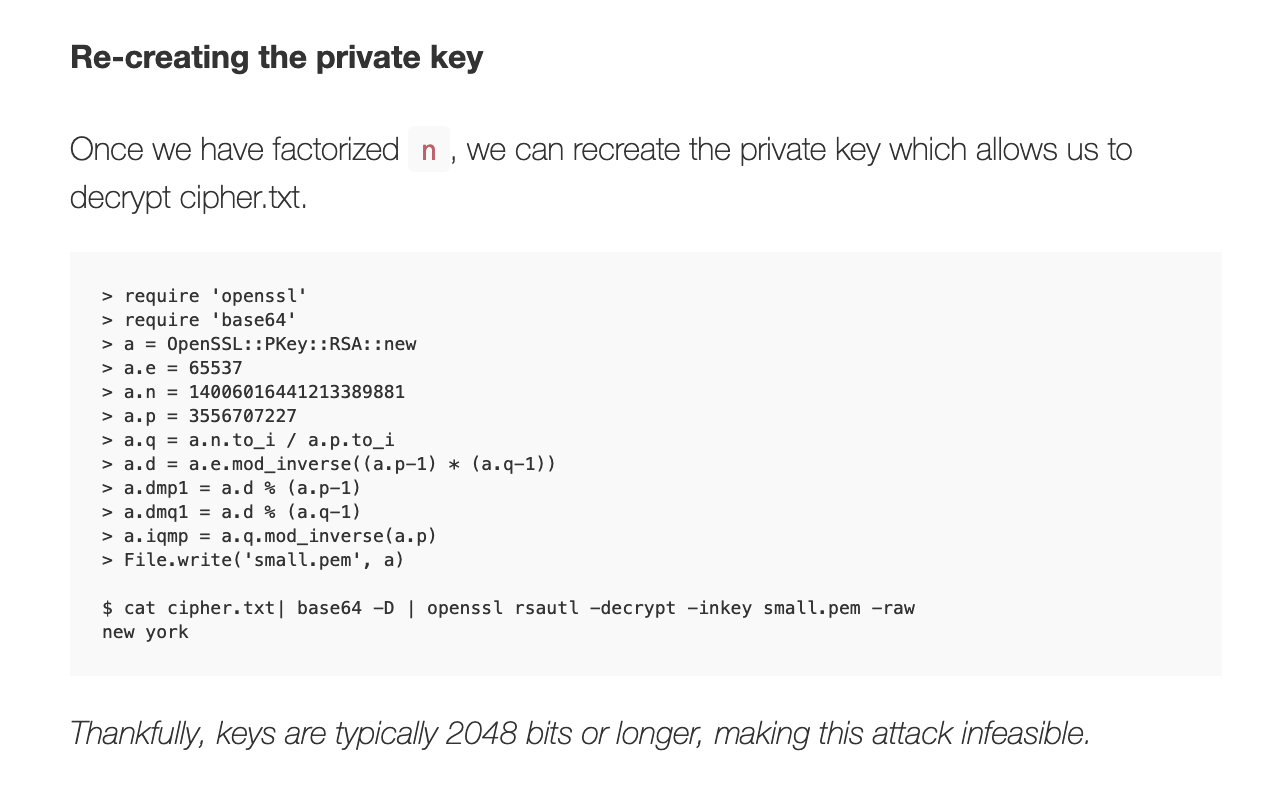 Re-creating the private key
Once we have factorized n, we can recreate the private key which allows us to
decrypt cipher.txt.
> require 'openssl'
> require 'base64'
> a = OpenSSL::PKey::RSA::new
> a.e = 65537
> a.n = 14006016441213389881
> a.p = 3556707227
> a.q = a.n.to_i / a.p.to_i
> a.d = a.e.mod_inverse((a.p-1) * (a.q-1))
> a.dmp1 = a.d % (a.p-1)
> a.dmq1 = a.d % (a.q-1)
> a.iqmp = a.q.mod_inverse(a.p)
> File.write('small.pem', a)
$ cat cipher.txt| base64 -D | openssl rsautl -decrypt -inkey small.pem -raw
new york
Thankfully, keys are typically 2048 bits or longer, making this attack infeasible.